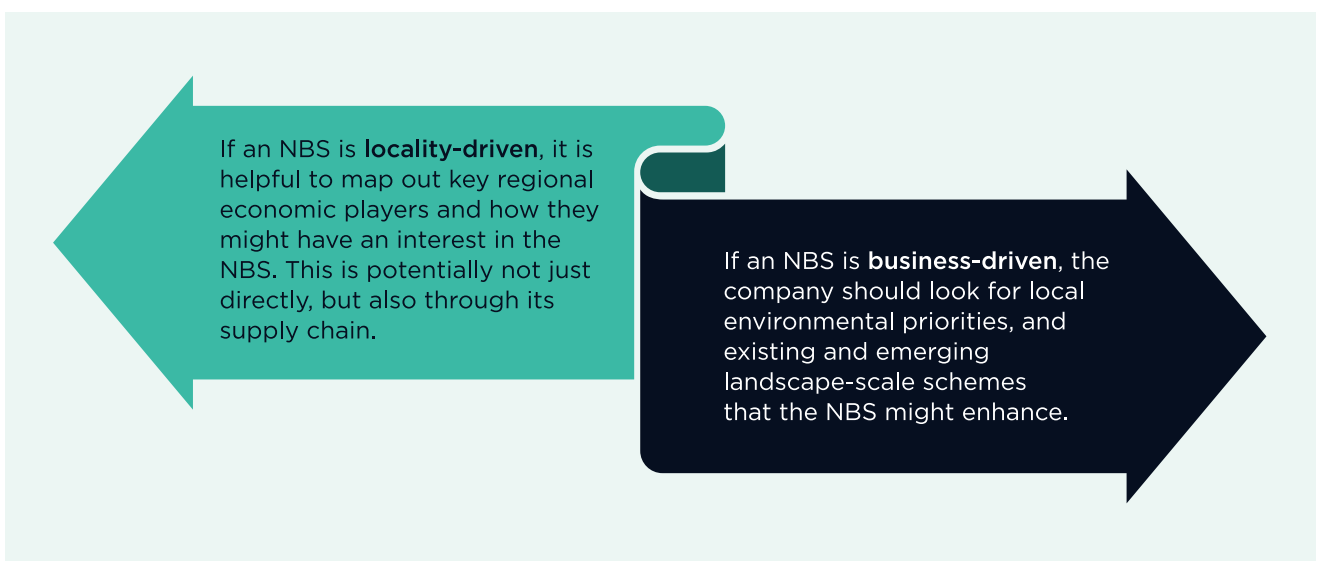 If an NBS is locality-driven, it is
helpful to map out key regional
economic players and how they
might have an interest in the
NBS. This is potentially not just
directly, but also through its
supply chain.
If an NBS is business-driven, the
company should look for local
environmental priorities, and
existing and emerging
landscape-scale schemes
that the NBS might enhance.